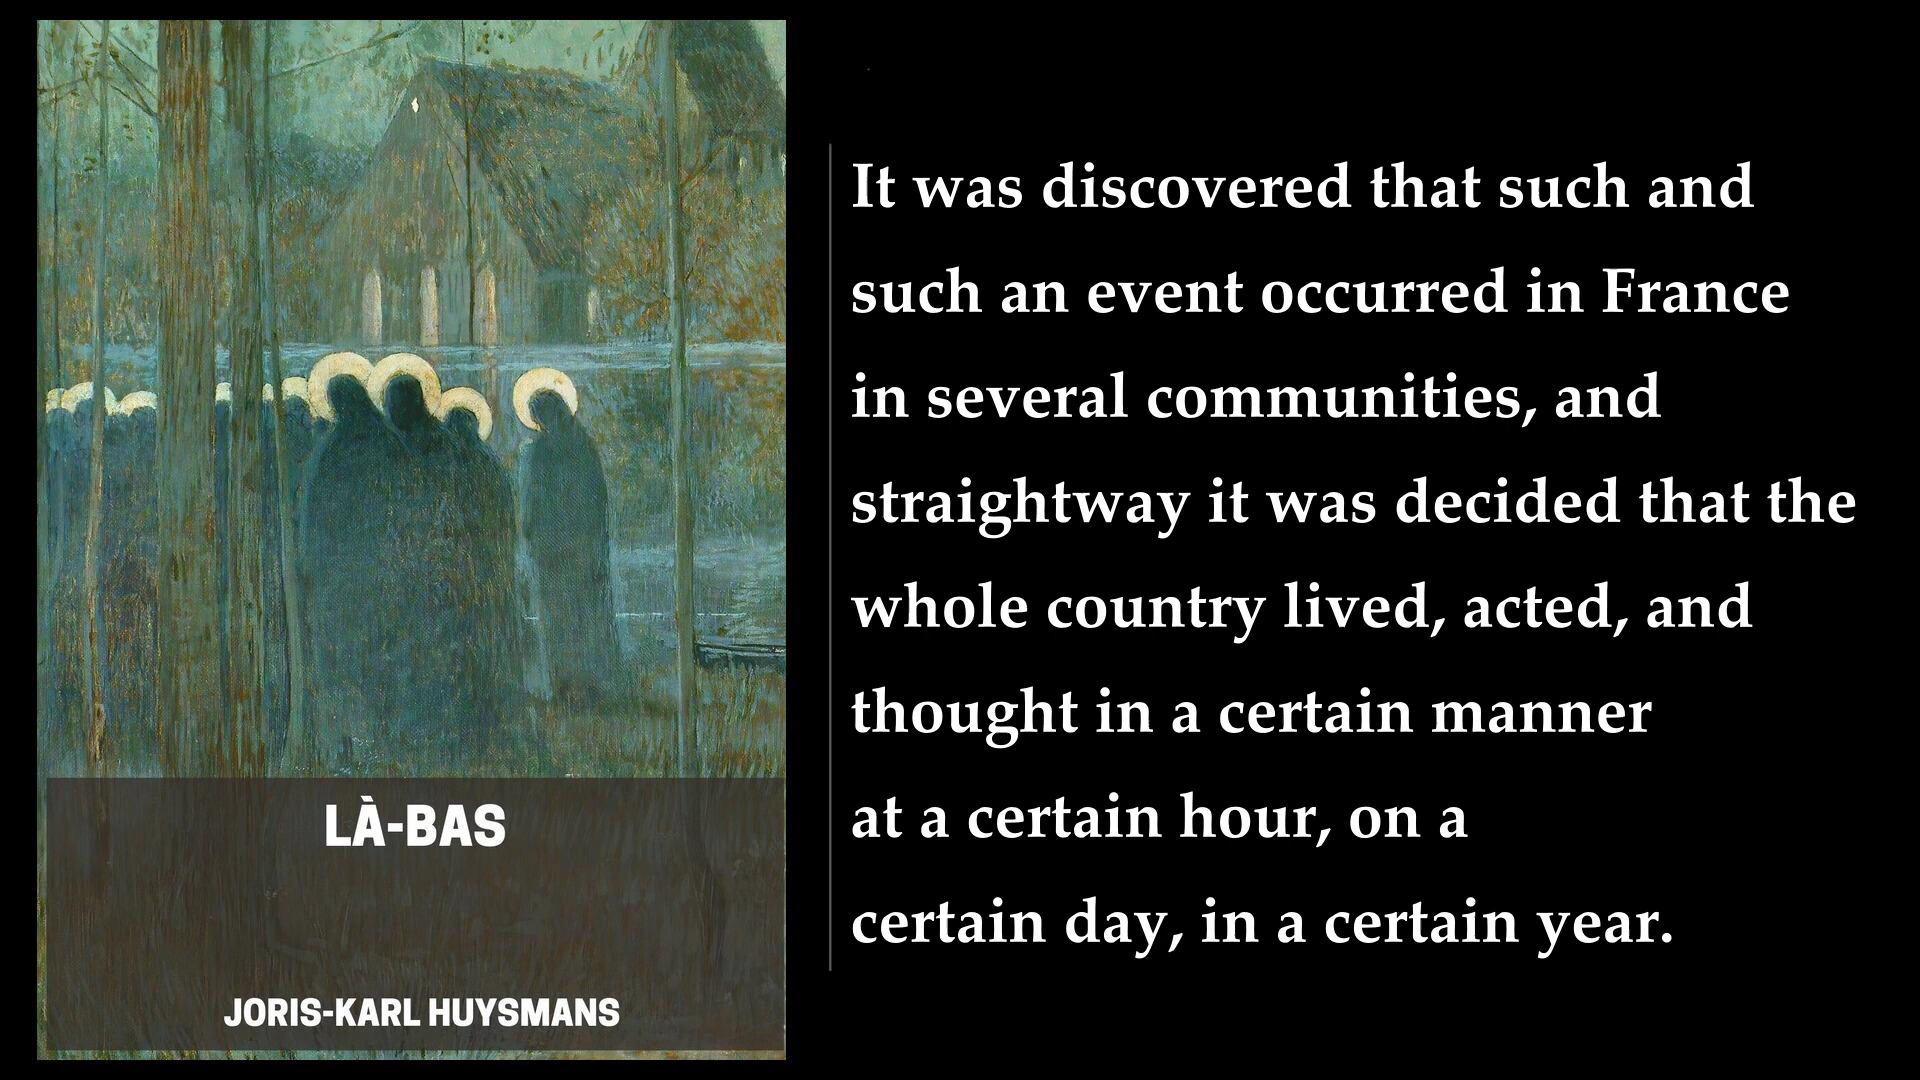 LÀ-BAS
JORIS-KARL HUYSMANS
It was discovered that such and
such an event occurred in France
in several communities, and
straightway it was decided that the
whole country lived, acted, and
thought in a certain manner
at a certain hour, on a
certain day, in a certain year.